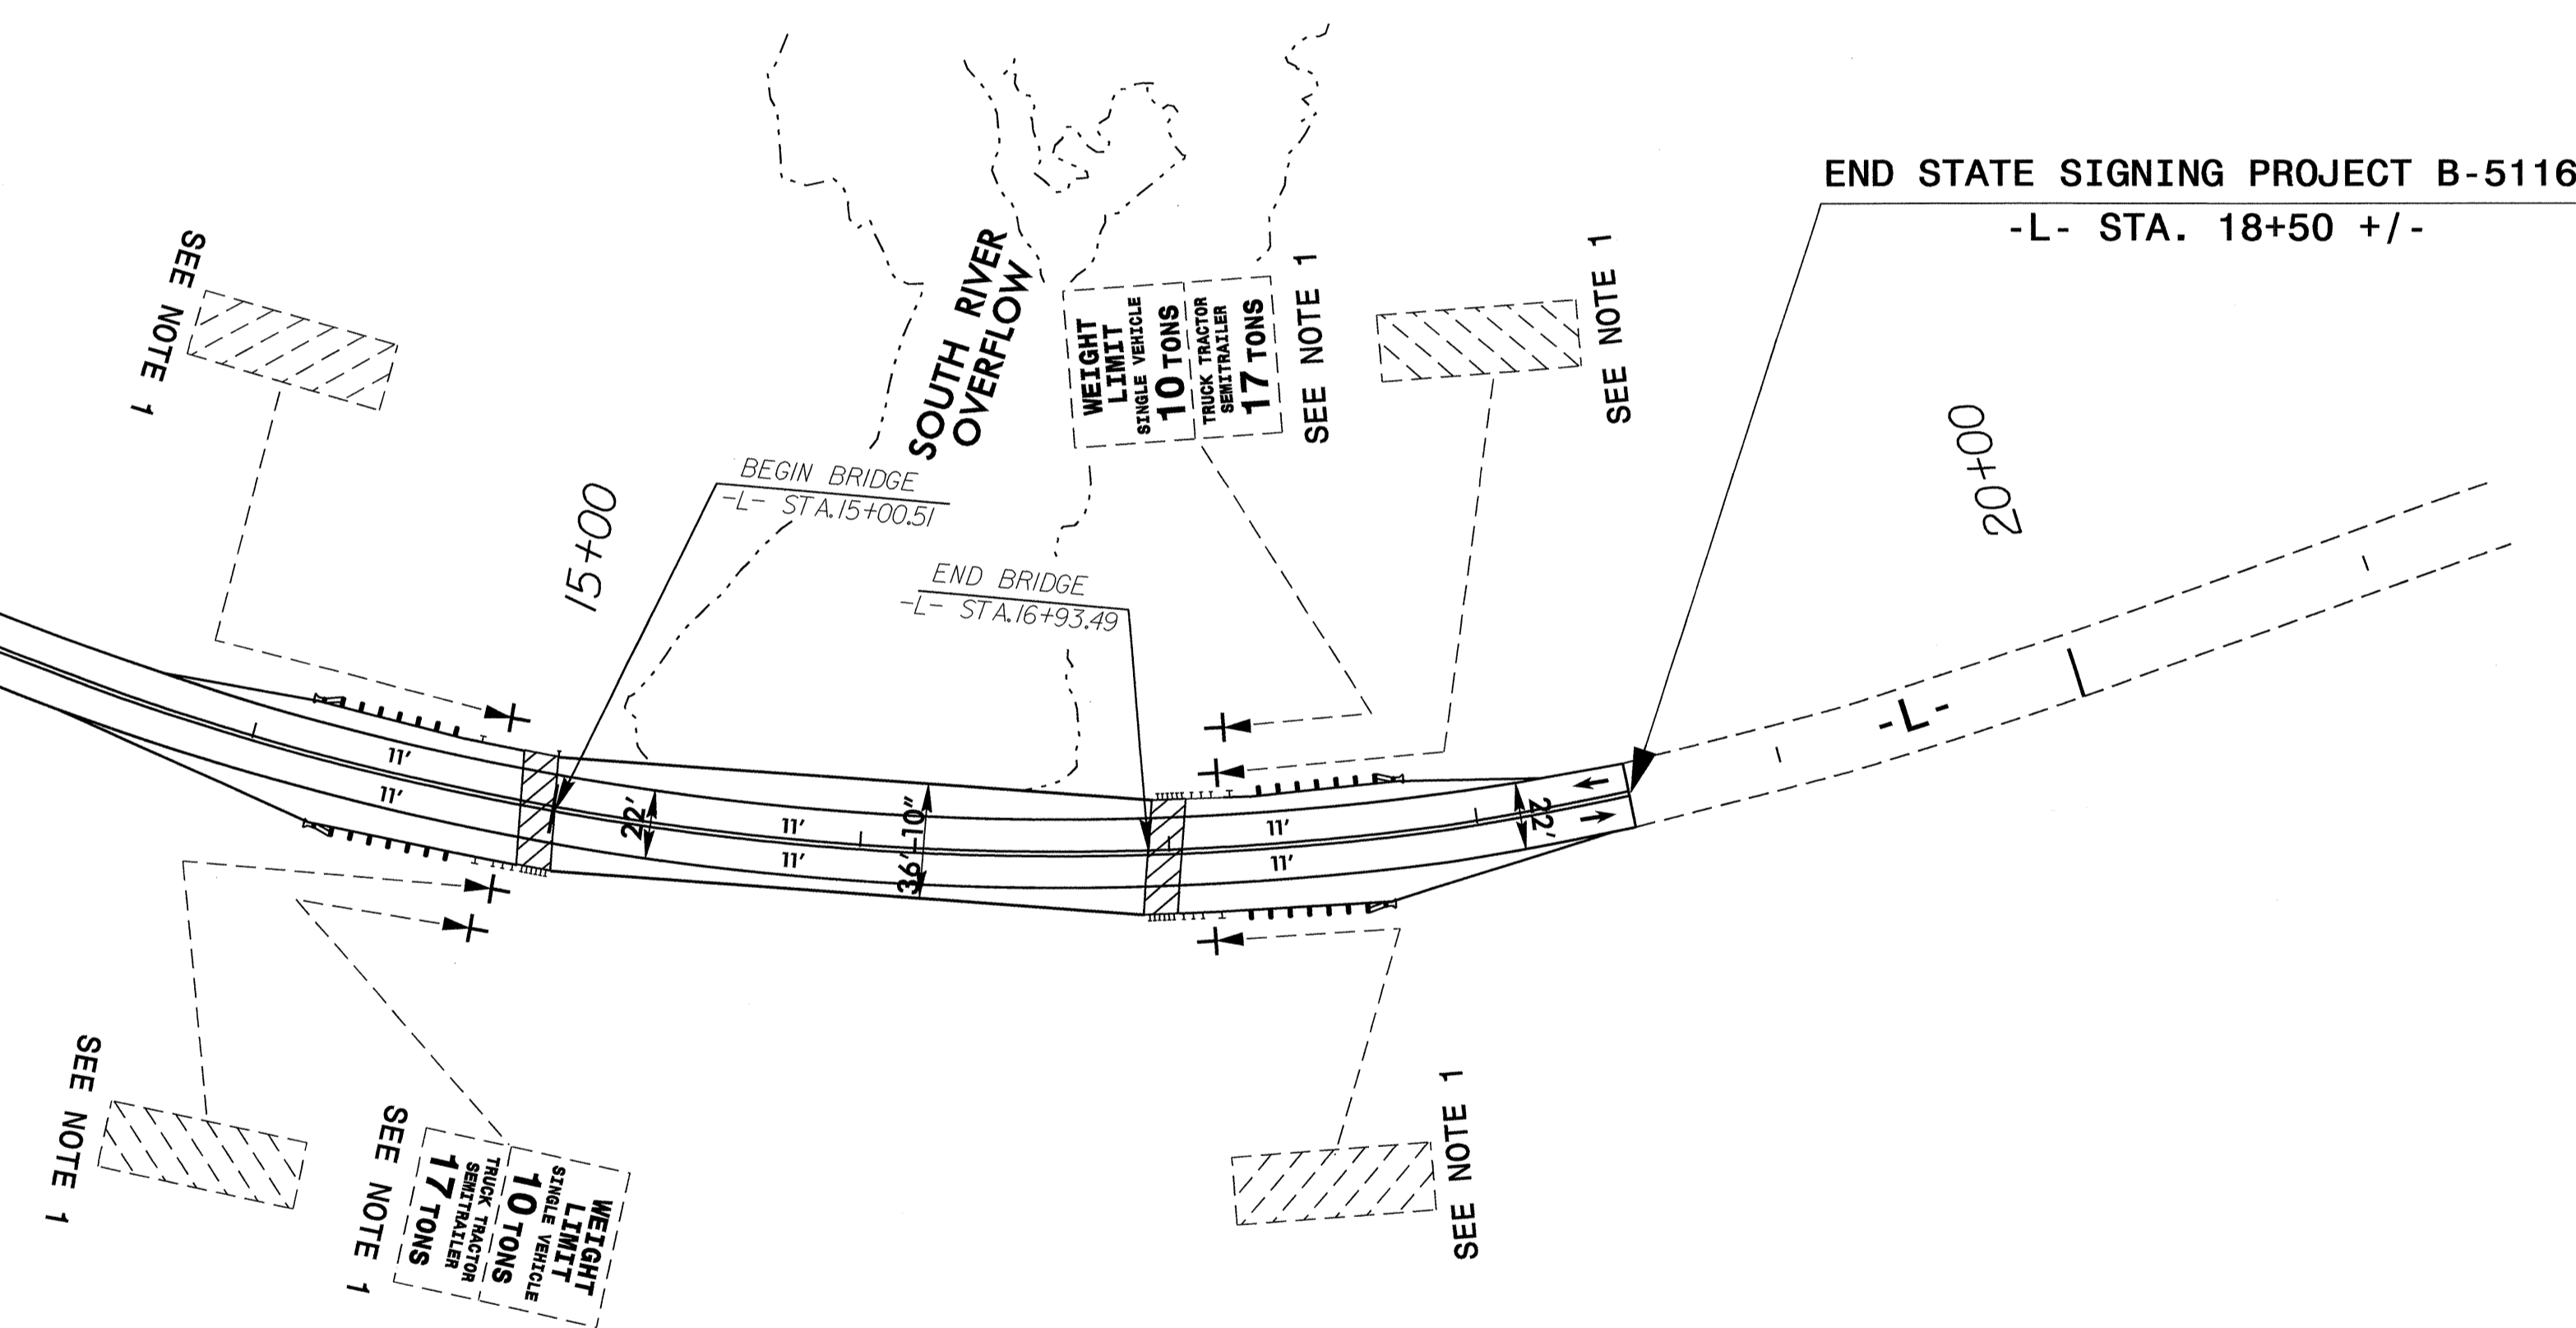 END STATE SIGNING PROJECT B-5116
-L- STA. 18+50 +/-
SEE NOTE 1
SOUTH RIVER
OVERFLOW
WEIGHT
LIMIT
SINGLE VEHICLE
10 TONS
TRUCK TRACTOR
SEMITRAILER
17 TONS
SEE NOTE 1
SEE NOTE 1
20+00
15+00
BEGIN BRIDGE
-L- STA.15+00.51
END BRIDGE
-L- STA.16+93.49
-L-
11'
11'
22'
11'
11'
36'-10"
11'
11'
22'
SEE NOTE 1
SEE NOTE 1
WEIGHT
LIMIT
SINGLE VEHICLE
10 TONS
TRUCK TRACTOR
SEMITRAILER
17 TONS
SEE NOTE 1